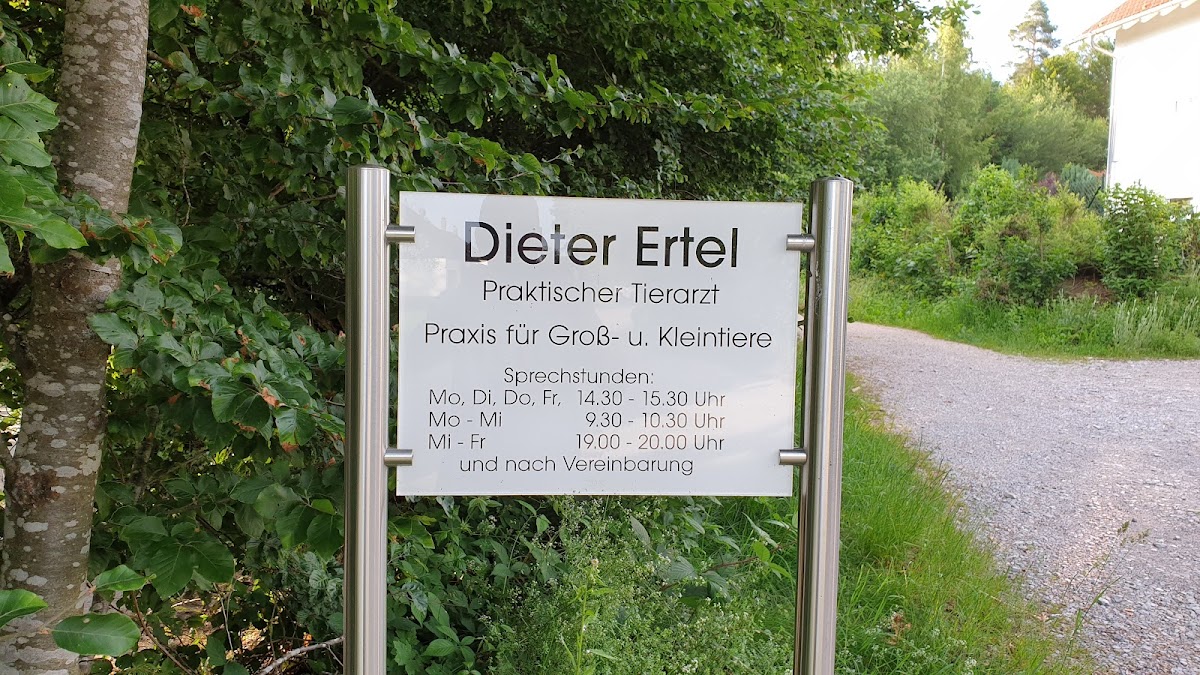 Dieter Ertel
Praktischer Tierarzt
Praxis für Groß- u. Kleintiere
Sprechstunden:
Mo, Di, Do, Fr, 14.30 - 15.30 Uhr
Mo - Mi 9.30 - 10.30 Uhr
Mi - Fr 19.00 - 20.00 Uhr
und nach Vereinbarung